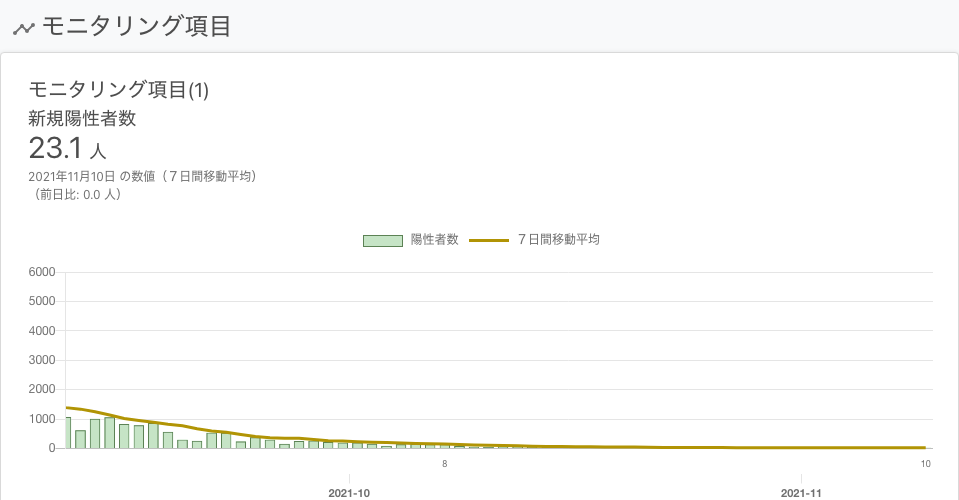 モニタリング項目
モニタリング項目(1)
新規陽性者数
23.1 人
2021年11月10日 の数値（７日間移動平均）
（前日比: 0.0 人）
陽性者数 ７日間移動平均
6000
5000
4000
3000
2000
1000
0
8 10
2021-10 2021-11